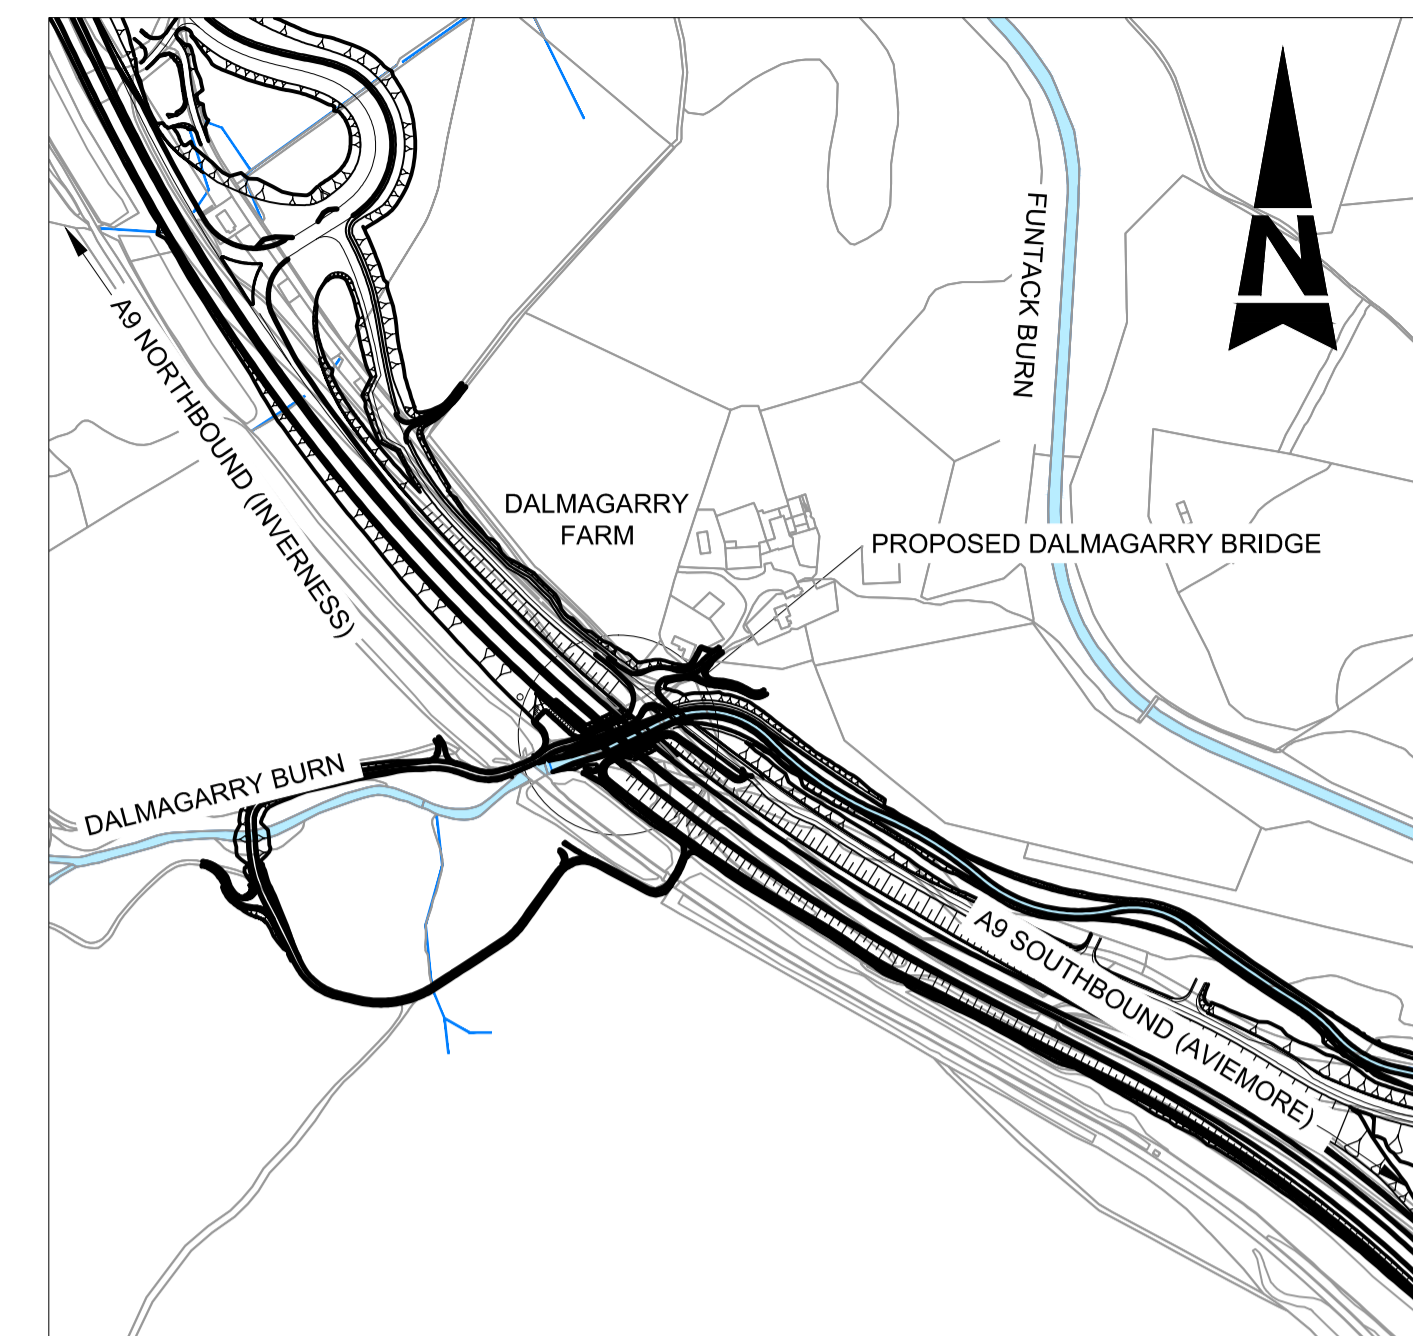 N
FUNTACK BURN
A9 NORTHBOUND (INVERNESS)
DALMAGARRY
FARM
PROPOSED DALMAGARRY BRIDGE
DALMAGARRY BURN
A9 SOUTHBOUND (AVIEMORE)